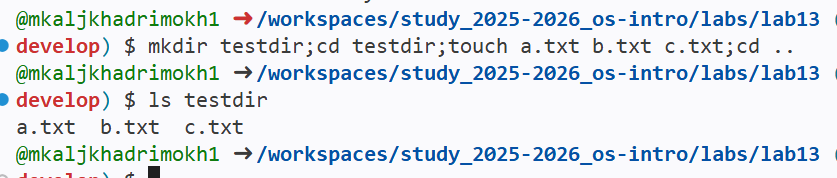 @mkaljkhadrimokh1 ➜/workspaces/study_2025-2026_os-intro/labs/lab13 (
develop) $ mkdir testdir;cd testdir;touch a.txt b.txt c.txt;cd ..
@mkaljkhadrimokh1 ➜/workspaces/study_2025-2026_os-intro/labs/lab13 (
develop) $ ls testdir
a.txt  b.txt  c.txt
@mkaljkhadrimokh1 ➜/workspaces/study_2025-2026_os-intro/labs/lab13 (
develop) $